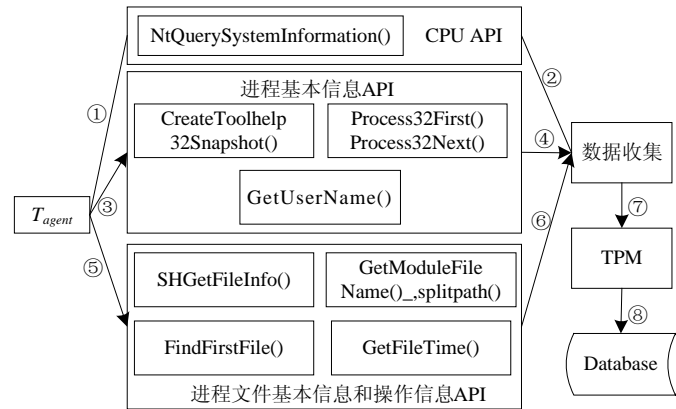 NtQuerySystemInformation() CPU API
①
②
进程基本信息API
CreateToolhelp
32Snapshot()
Process32First()
Process32Next()
GetUserName()
③
④
数据收集
T_agent
⑤
⑥
⑦
SHGetFileInfo()
GetModuleFile
Name()_,splitpath()
TPM
FindFirstFile()
GetFileTime()
⑧
Database
进程文件基本信息和操作信息API